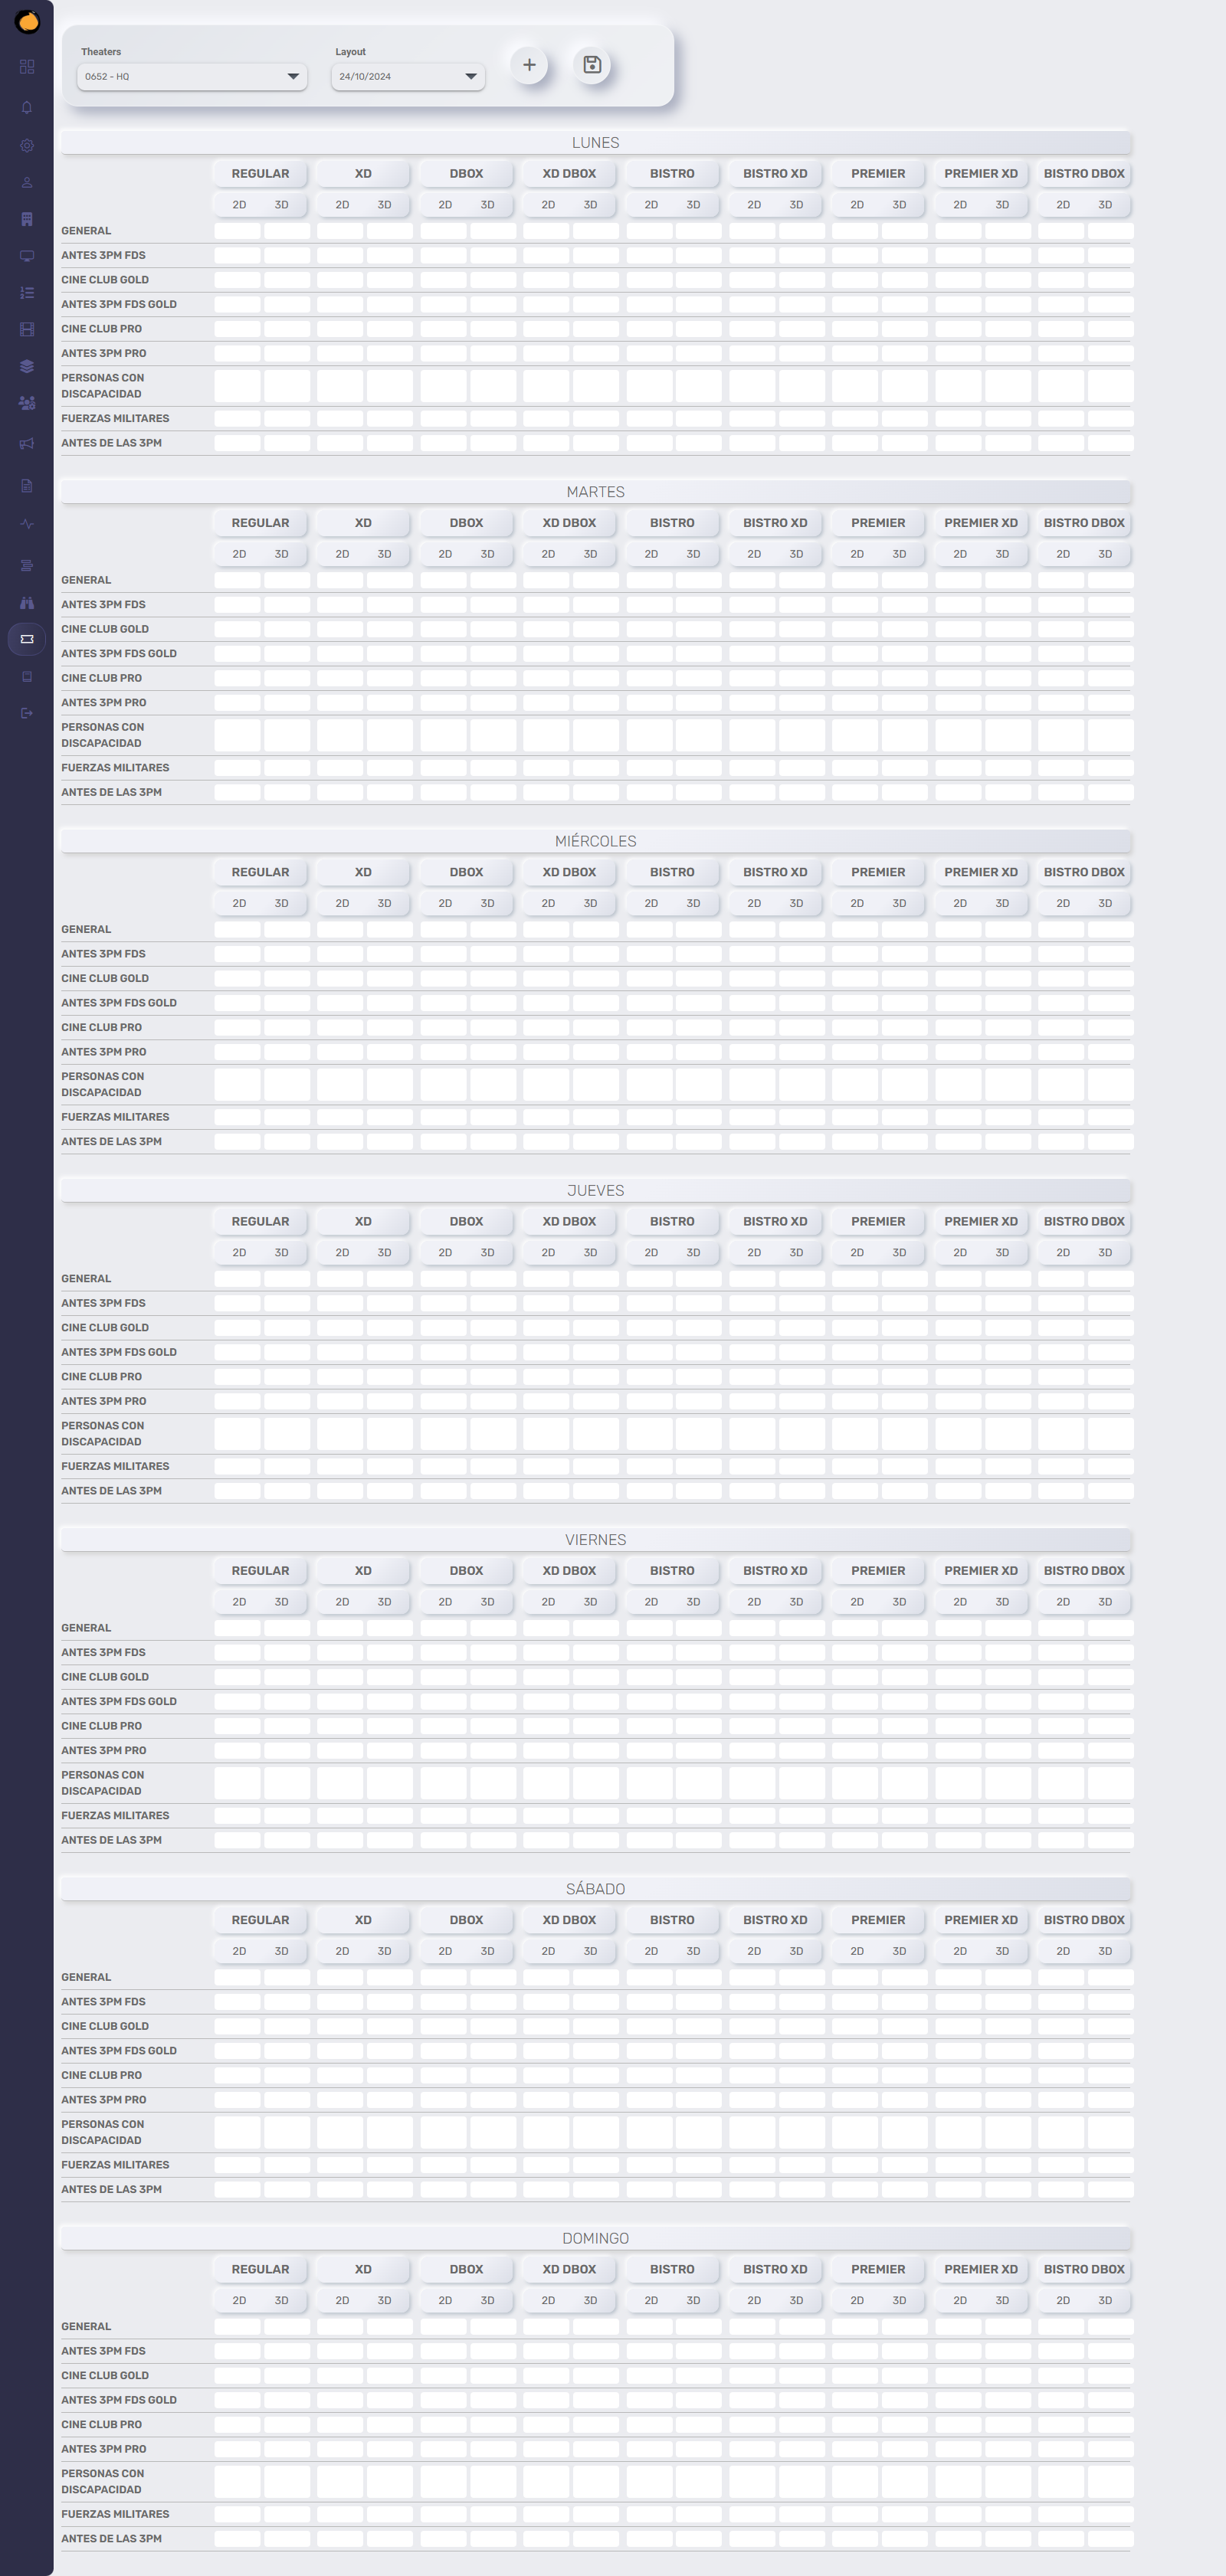 Theaters Layout
0652 - HQ 24/10/2024
LUNES
REGULAR XD DBOX XD DBOX BISTRO BISTRO XD PREMIER PREMIER XD BISTRO DBOX
2D 3D 2D 3D 2D 3D 2D 3D 2D 3D 2D 3D 2D 3D 2D 3D 2D 3D
GENERAL
ANTES 3PM FDS
CINE CLUB GOLD
ANTES 3PM FDS GOLD
CINE CLUB PRO
ANTES 3PM PRO
PERSONAS CON
DISCAPACIDAD
FUERZAS MILITARES
ANTES DE LAS 3PM
MARTES
REGULAR XD DBOX XD DBOX BISTRO BISTRO XD PREMIER PREMIER XD BISTRO DBOX
2D 3D 2D 3D 2D 3D 2D 3D 2D 3D 2D 3D 2D 3D 2D 3D 2D 3D
GENERAL
ANTES 3PM FDS
CINE CLUB GOLD
ANTES 3PM FDS GOLD
CINE CLUB PRO
ANTES 3PM PRO
PERSONAS CON
DISCAPACIDAD
FUERZAS MILITARES
ANTES DE LAS 3PM
MIÉRCOLES
REGULAR XD DBOX XD DBOX BISTRO BISTRO XD PREMIER PREMIER XD BISTRO DBOX
2D 3D 2D 3D 2D 3D 2D 3D 2D 3D 2D 3D 2D 3D 2D 3D 2D 3D
GENERAL
ANTES 3PM FDS
CINE CLUB GOLD
ANTES 3PM FDS GOLD
CINE CLUB PRO
ANTES 3PM PRO
PERSONAS CON
DISCAPACIDAD
FUERZAS MILITARES
ANTES DE LAS 3PM
JUEVES
REGULAR XD DBOX XD DBOX BISTRO BISTRO XD PREMIER PREMIER XD BISTRO DBOX
2D 3D 2D 3D 2D 3D 2D 3D 2D 3D 2D 3D 2D 3D 2D 3D 2D 3D
GENERAL
ANTES 3PM FDS
CINE CLUB GOLD
ANTES 3PM FDS GOLD
CINE CLUB PRO
ANTES 3PM PRO
PERSONAS CON
DISCAPACIDAD
FUERZAS MILITARES
ANTES DE LAS 3PM
VIERNES
REGULAR XD DBOX XD DBOX BISTRO BISTRO XD PREMIER PREMIER XD BISTRO DBOX
2D 3D 2D 3D 2D 3D 2D 3D 2D 3D 2D 3D 2D 3D 2D 3D 2D 3D
GENERAL
ANTES 3PM FDS
CINE CLUB GOLD
ANTES 3PM FDS GOLD
CINE CLUB PRO
ANTES 3PM PRO
PERSONAS CON
DISCAPACIDAD
FUERZAS MILITARES
ANTES DE LAS 3PM
SÁBADO
REGULAR XD DBOX XD DBOX BISTRO BISTRO XD PREMIER PREMIER XD BISTRO DBOX
2D 3D 2D 3D 2D 3D 2D 3D 2D 3D 2D 3D 2D 3D 2D 3D 2D 3D
GENERAL
ANTES 3PM FDS
CINE CLUB GOLD
ANTES 3PM FDS GOLD
CINE CLUB PRO
ANTES 3PM PRO
PERSONAS CON
DISCAPACIDAD
FUERZAS MILITARES
ANTES DE LAS 3PM
DOMINGO
REGULAR XD DBOX XD DBOX BISTRO BISTRO XD PREMIER PREMIER XD BISTRO DBOX
2D 3D 2D 3D 2D 3D 2D 3D 2D 3D 2D 3D 2D 3D 2D 3D 2D 3D
GENERAL
ANTES 3PM FDS
CINE CLUB GOLD
ANTES 3PM FDS GOLD
CINE CLUB PRO
ANTES 3PM PRO
PERSONAS CON
DISCAPACIDAD
FUERZAS MILITARES
ANTES DE LAS 3PM